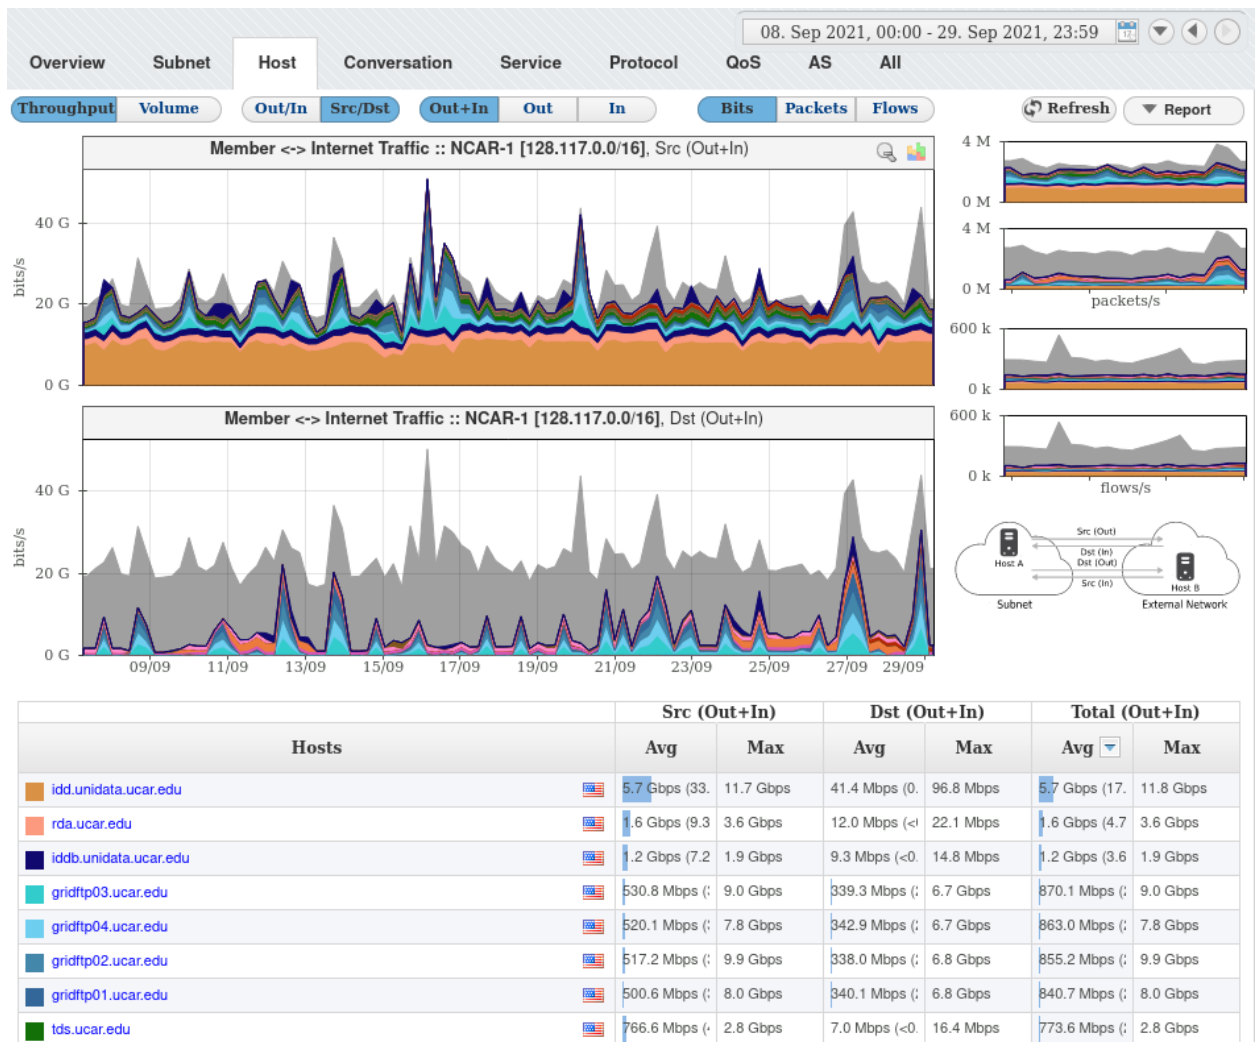 08. Sep 2021, 00:00 - 29. Sep 2021, 23:59
Overview Subnet Host Conversation Service Protocol QoS AS All
Throughput Volume Out/In Src/Dst Out+In Out In Bits Packets Flows Refresh Report
Member <-> Internet Traffic :: NCAR-1 [128.117.0.0/16], Src (Out+In)
40 G
20 G
0 G
bits/s
Member <-> Internet Traffic :: NCAR-1 [128.117.0.0/16], Dst (Out+In)
40 G
20 G
0 G
bits/s
09/09 11/09 13/09 15/09 17/09 19/09 21/09 23/09 25/09 27/09 29/09
4 M
0 M
4 M
0 M
packets/s
600 k
0 k
600 k
0 k
flows/s
Src (Out)
Dst (In)
Dst (Out)
Src (In)
Host A
Host B
Subnet
External Network
Src (Out+In) Dst (Out+In) Total (Out+In)
Hosts Avg Max Avg Max Avg Max
idd.unidata.ucar.edu 5.7 Gbps (33. 11.7 Gbps 41.4 Mbps (0. 96.8 Mbps 5.7 Gbps (17. 11.8 Gbps
rda.ucar.edu 1.6 Gbps (9.3 3.6 Gbps 12.0 Mbps (< 22.1 Mbps 1.6 Gbps (4.7 3.6 Gbps
iddb.unidata.ucar.edu 1.2 Gbps (7.2 1.9 Gbps 9.3 Mbps (<0. 14.8 Mbps 1.2 Gbps (3.6 1.9 Gbps
gridftp03.ucar.edu 530.8 Mbps ( 9.0 Gbps 339.3 Mbps ( 6.7 Gbps 870.1 Mbps ( 9.0 Gbps
gridftp04.ucar.edu 520.1 Mbps ( 7.8 Gbps 342.9 Mbps ( 6.7 Gbps 863.0 Mbps ( 7.8 Gbps
gridftp02.ucar.edu 517.2 Mbps ( 9.9 Gbps 338.0 Mbps ( 6.8 Gbps 855.2 Mbps ( 9.9 Gbps
gridftp01.ucar.edu 500.6 Mbps ( 8.0 Gbps 340.1 Mbps ( 6.8 Gbps 840.7 Mbps ( 8.0 Gbps
tds.ucar.edu 766.6 Mbps ( 2.8 Gbps 7.0 Mbps (<0. 16.4 Mbps 773.6 Mbps ( 2.8 Gbps